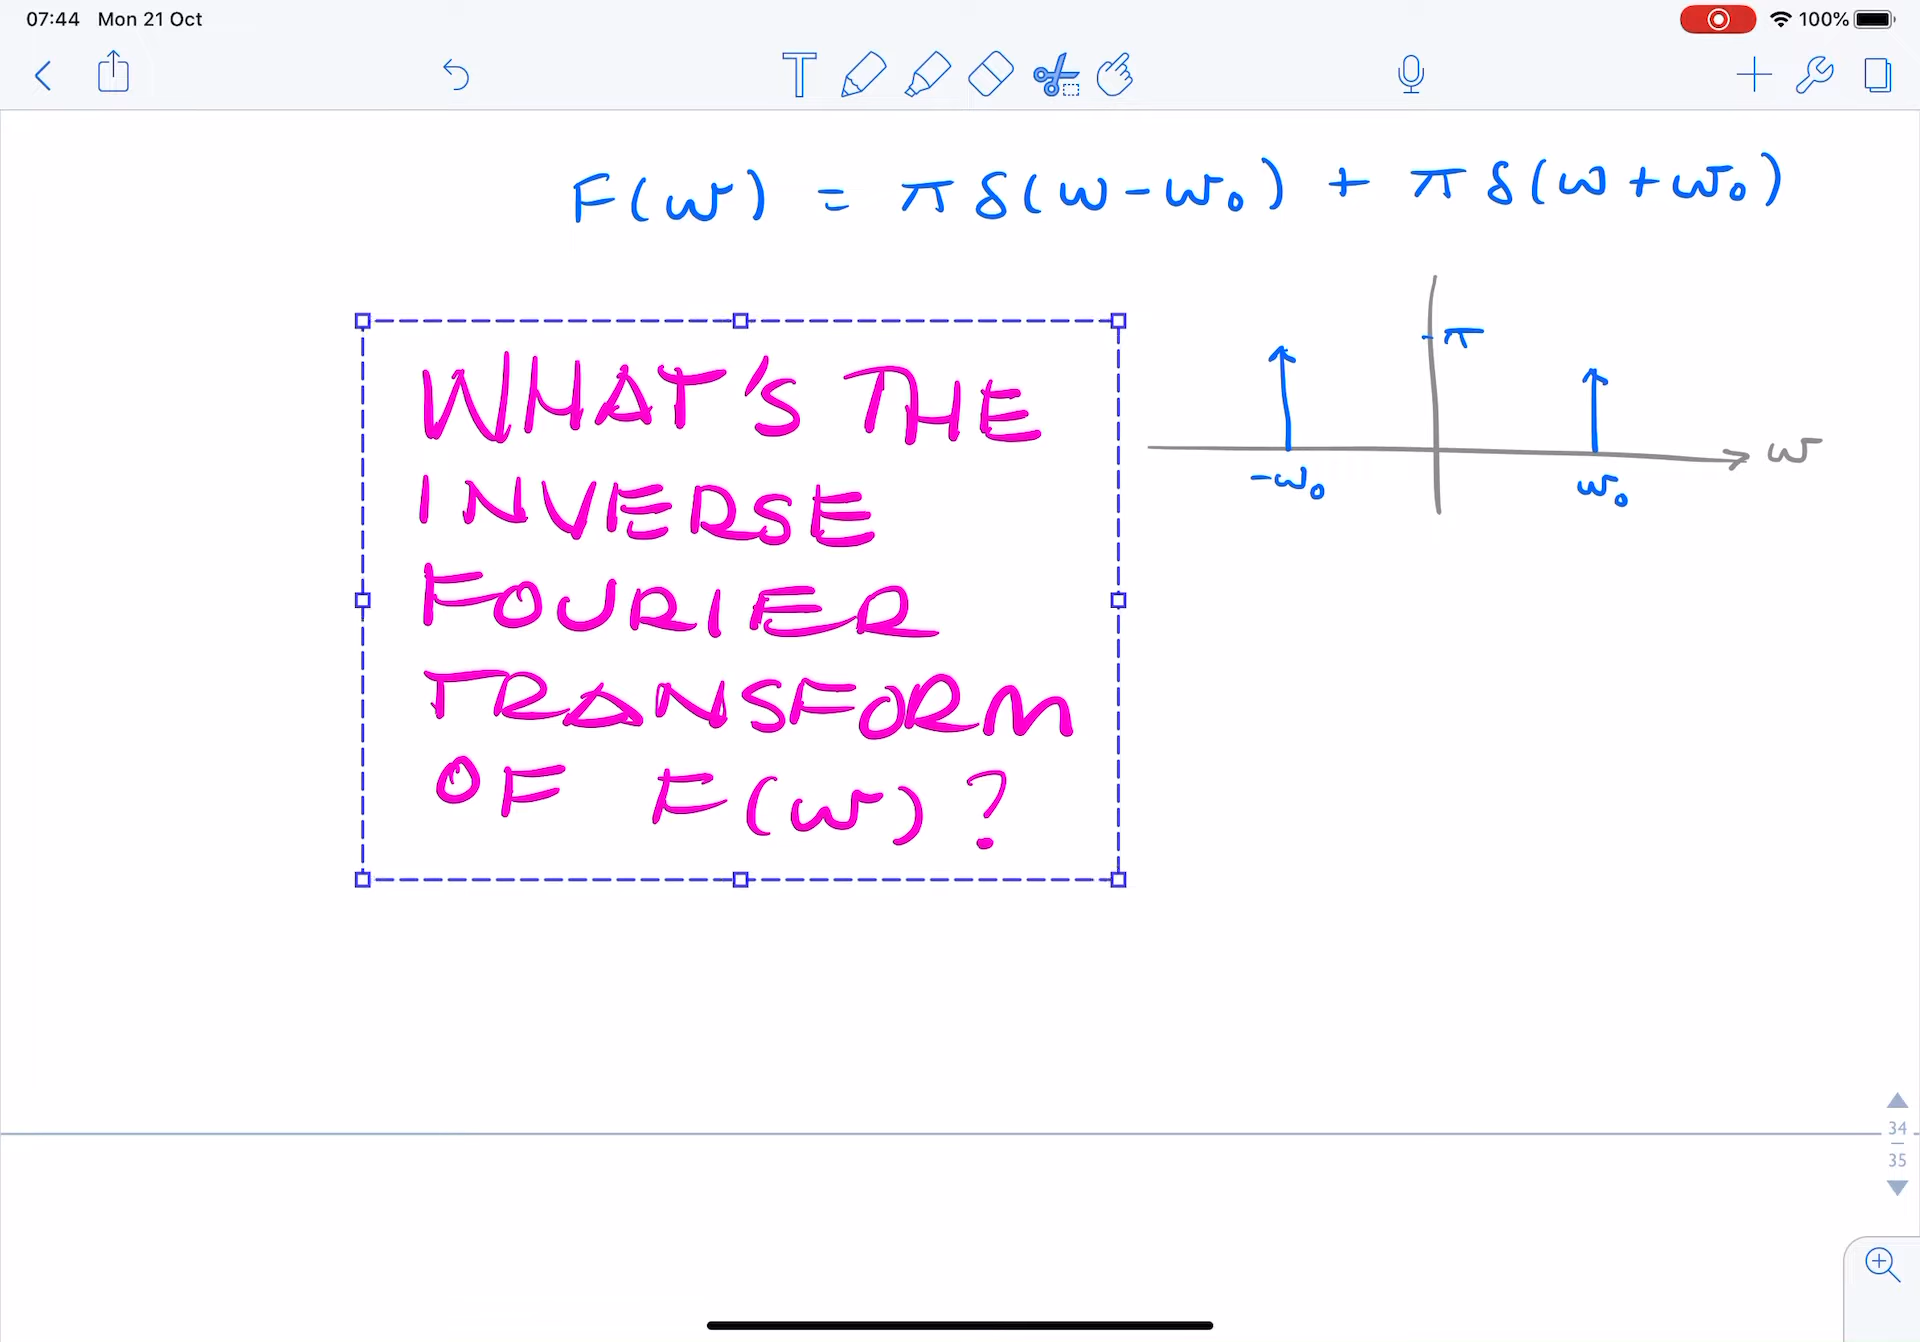 07:44 Mon 21 Oct
100%
T
F(ω) = π δ(ω-ω₀) + π δ(ω+ω₀)
WHAT'S THE
INVERSE
FOURIER
TRANSFORM
OF F(ω)?
π
ω
-ω₀
ω₀
34
35